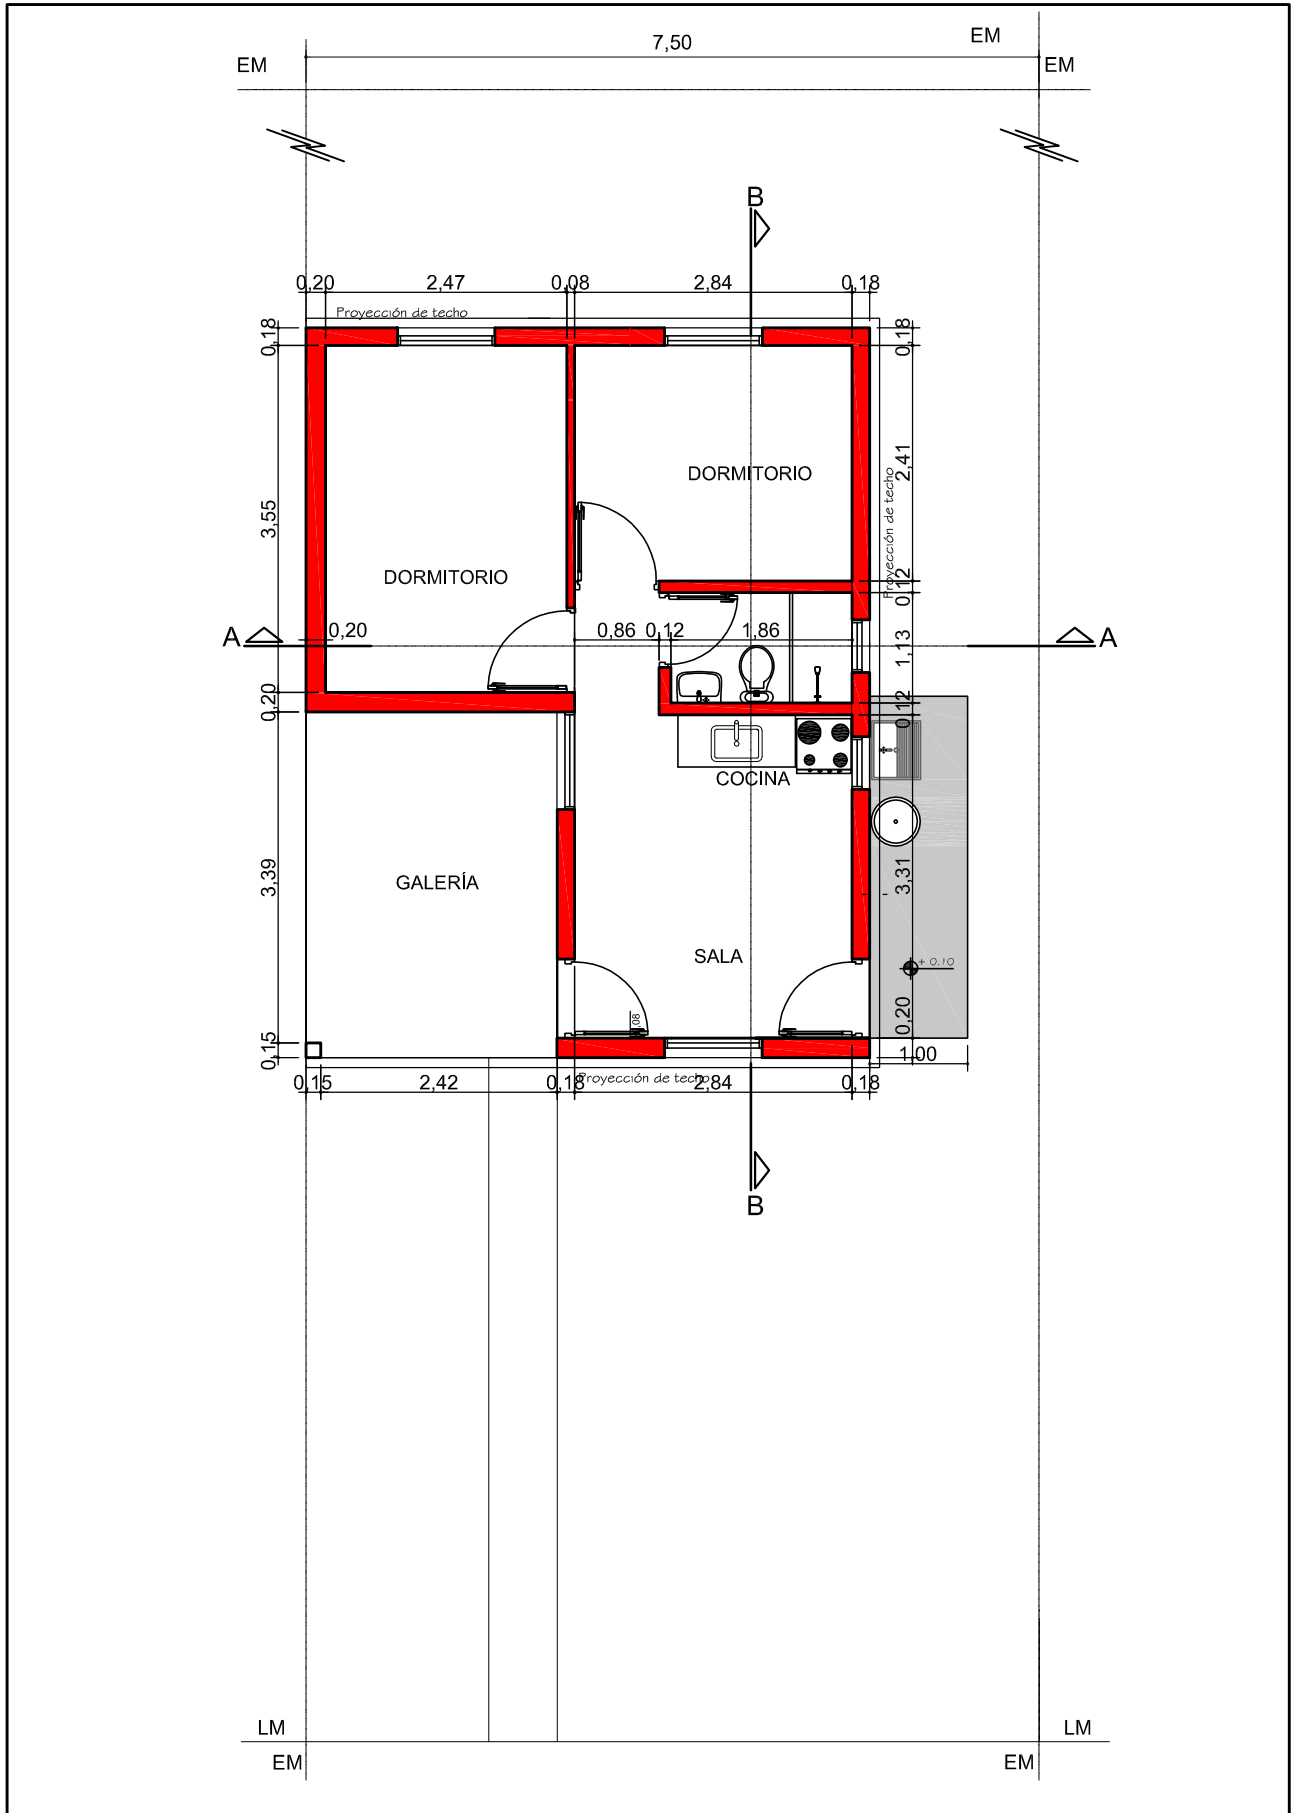 7,50
EM
EM
EM
B
0,20
2,47
0,08
2,84
0,18
Proyección de techo
0,18
0,18
2,41
DORMITORIO
Proyección de techo
3,55
DORMITORIO
0,12
A
0,20
0,86
0,12
1,86
1,13
A
0,20
0,12
COCINA
3,39
GALERÍA
3,31
SALA
+ 0.10
0,20
,08
0,15
1,00
0,15
2,42
0,18
Proyección de techo
2,84
0,18
B
LM
LM
EM
EM